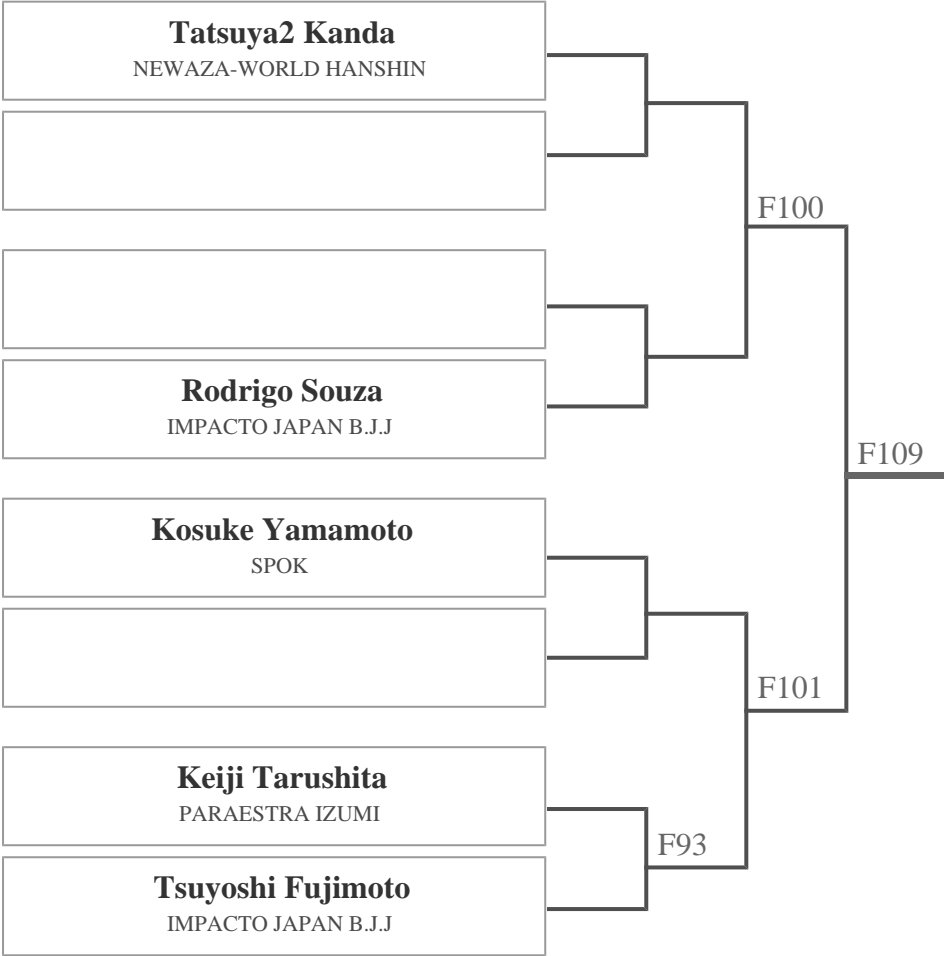 Tatsuya2 Kanda
NEWAZA-WORLD HANSHIN
F100
Rodrigo Souza
IMPACTO JAPAN B.J.J
F109
Kosuke Yamamoto
SPOK
F101
Keiji Tarushita
PARAESTRA IZUMI
F93
Tsuyoshi Fujimoto
IMPACTO JAPAN B.J.J